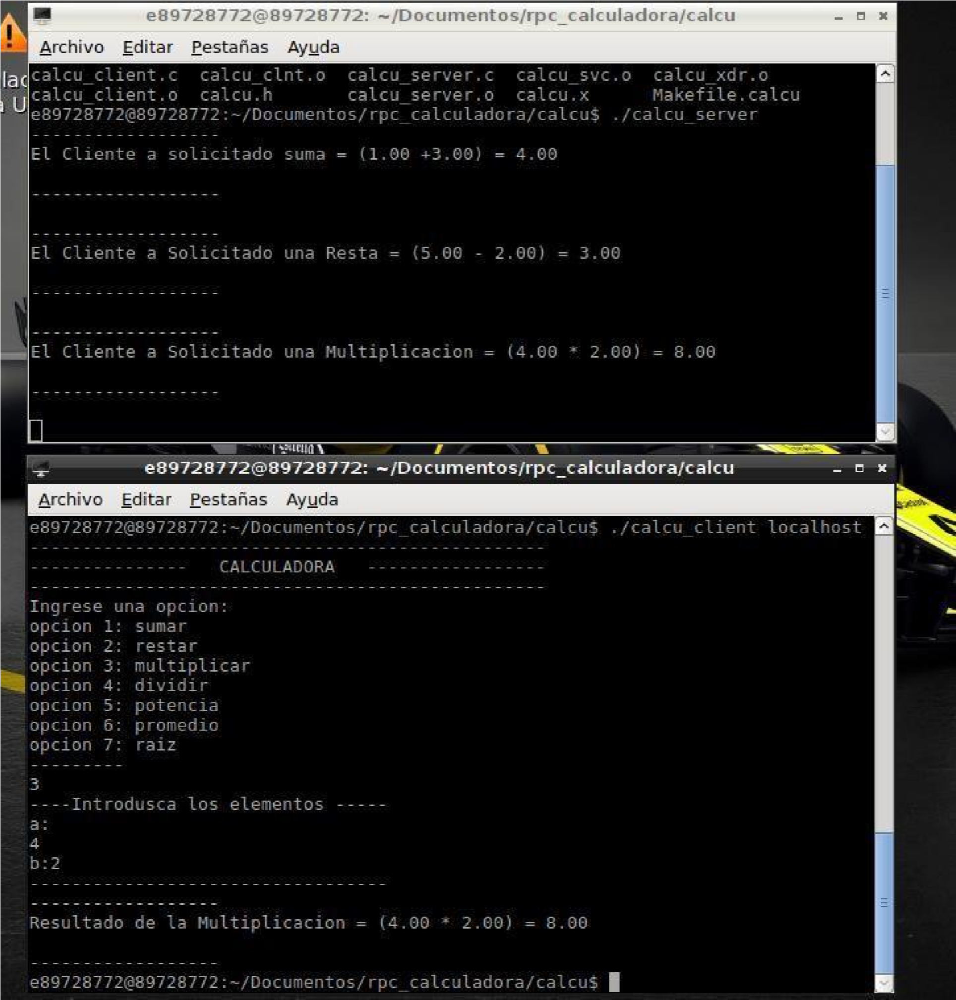 e89728772@89728772: ~/Documentos/rpc_calculadora/calcu
Archivo Editar Pestañas Ayuda
calcu_client.c calcu_clnt.o calcu_server.c calcu_svc.o calcu_xdr.o
calcu_client.o calcu.h calcu_server.o calcu.x Makefile.calcu
e89728772@89728772:~/Documentos/rpc_calculadora/calcu$ ./calcu_server
------------------
El Cliente a solicitado suma = (1.00 +3.00) = 4.00
------------------
------------------
El Cliente a Solicitado una Resta = (5.00 - 2.00) = 3.00
------------------
------------------
El Cliente a Solicitado una Multiplicacion = (4.00 * 2.00) = 8.00
------------------
e89728772@89728772: ~/Documentos/rpc_calculadora/calcu
Archivo Editar Pestañas Ayuda
e89728772@89728772:~/Documentos/rpc_calculadora/calcu$ ./calcu_client localhost
-------------------------------------------------
--------------- CALCULADORA -----------------
-------------------------------------------------
Ingrese una opcion:
opcion 1: sumar
opcion 2: restar
opcion 3: multiplicar
opcion 4: dividir
opcion 5: potencia
opcion 6: promedio
opcion 7: raiz
---------
3
----Introdusca los elementos -----
a:
4
b:2
----------------------------------
------------------
Resultado de la Multiplicacion = (4.00 * 2.00) = 8.00
------------------
e89728772@89728772:~/Documentos/rpc_calculadora/calcu$